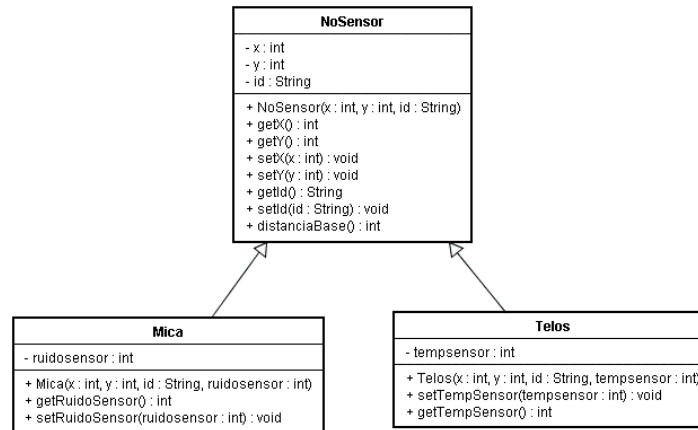 NoSensor
- x : int
- y : int
- id : String
+ NoSensor(x : int, y : int, id : String)
+ getX() : int
+ getY() : int
+ setX(x : int) : void
+ setY(y : int) : void
+ getId() : String
+ setId(id : String) : void
+ distanciaBase() : int
Mica
- ruidosensor : int
+ Mica(x : int, y : int, id : String, ruidosensor : int)
+ getRuidoSensor() : int
+ setRuidoSensor(ruidosensor : int) : void
Telos
- tempsensor : int
+ Telos(x : int, y : int, id : String, tempsensor : int)
+ setTempSensor(tempsensor : int) : void
+ getTempSensor() : int